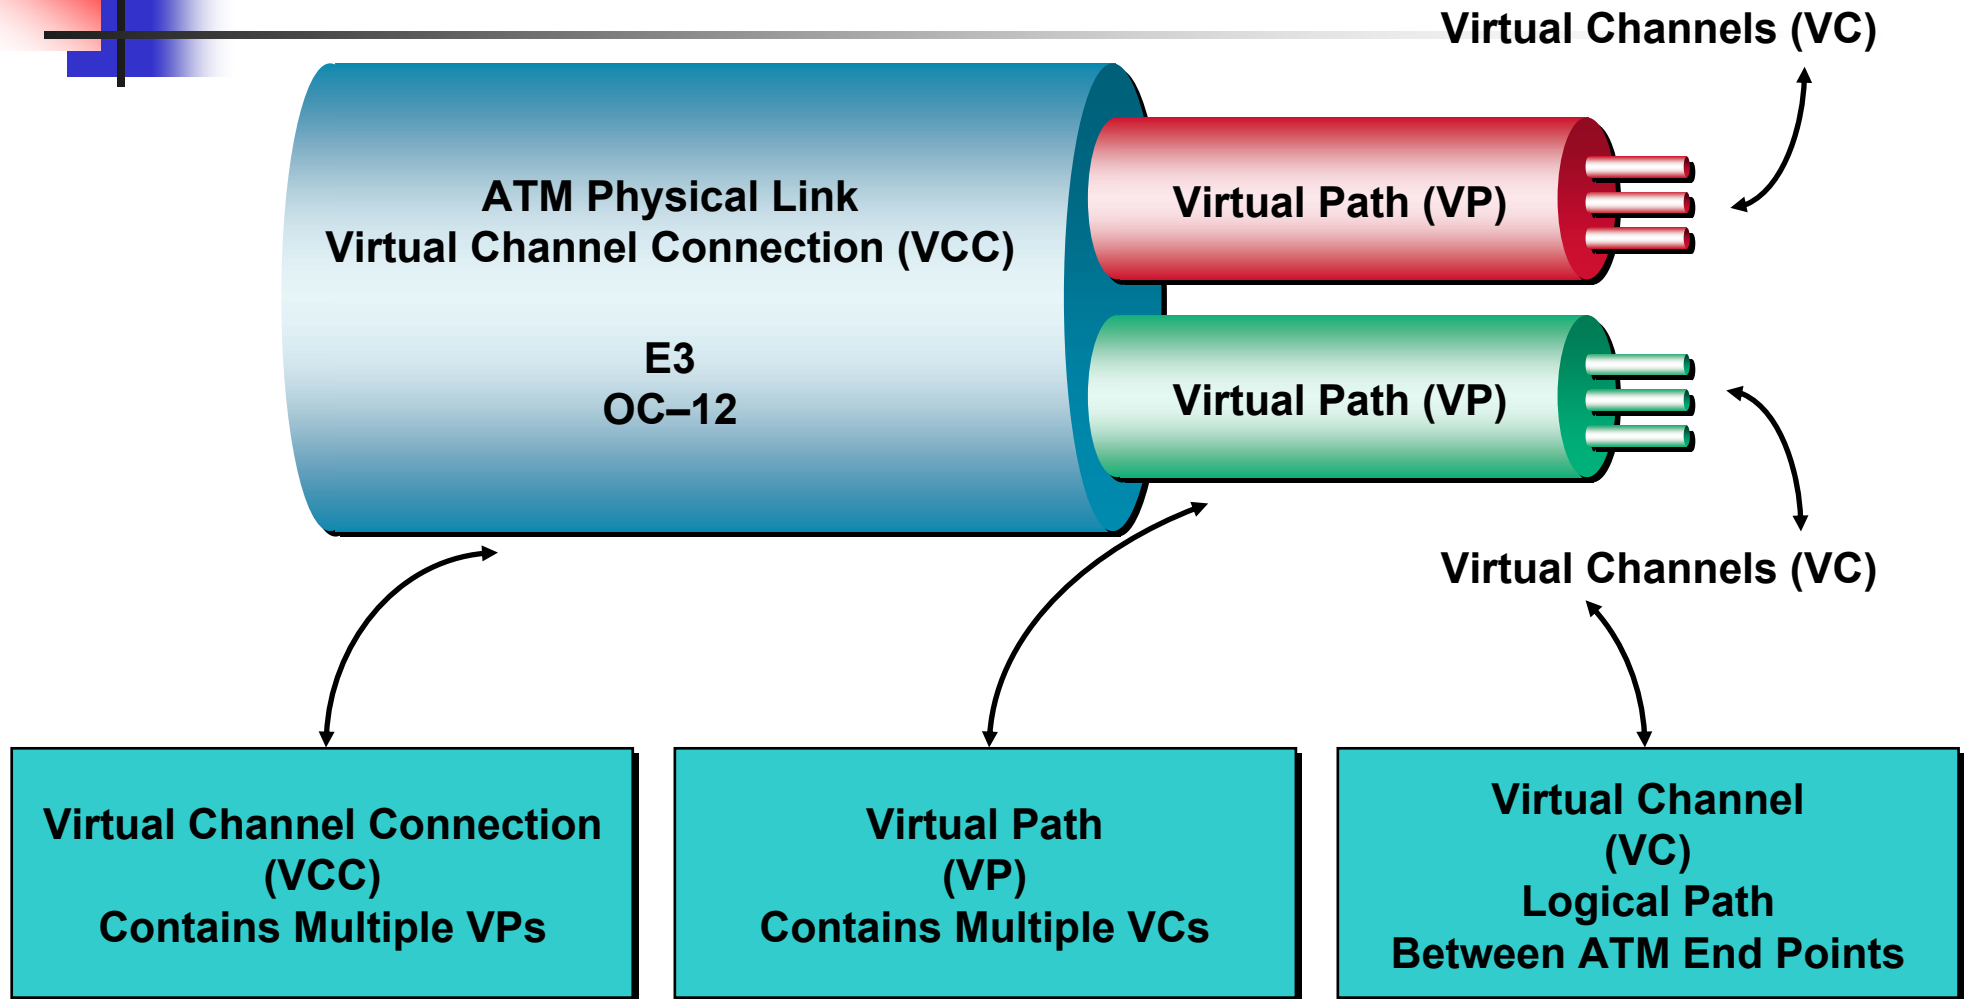 Virtual Channels (VC)
ATM Physical Link
Virtual Channel Connection (VCC)
E3
OC–12
Virtual Path (VP)
Virtual Path (VP)
Virtual Channels (VC)
Virtual Channel Connection
(VCC)
Contains Multiple VPs
Virtual Path
(VP)
Contains Multiple VCs
Virtual Channel
(VC)
Logical Path
Between ATM End Points